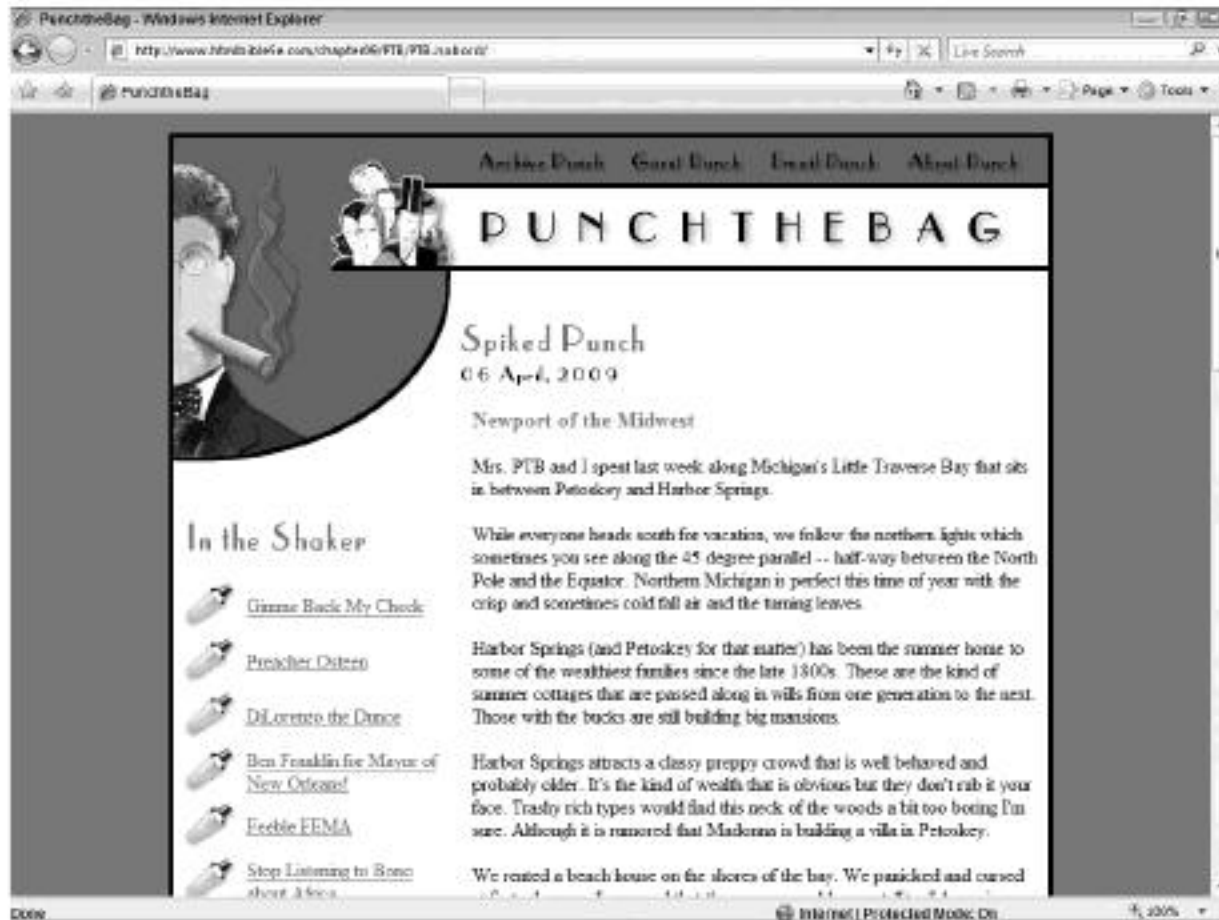 PunchtheBag - Windows Internet Explorer
Live Search
PunchtheBag
Page
Tools
Archive Punch Guest Punch Email Punch About Punch
PUNCHTHEBAG
Spiked Punch
06 April, 2009
Newport of the Midwest
Mrs. PTB and I spent last week along Michigan's Little Traverse Bay that sits
in between Petoskey and Harbor Springs.
While everyone heads south for vacation, we follow the northern lights which
sometimes you see along the 45 degree parallel -- half-way between the North
Pole and the Equator. Northern Michigan is perfect this time of year with the
crisp and sometimes cold fall air and the turning leaves.
Harbor Springs (and Petoskey for that matter) has been the summer home to
some of the wealthiest families since the late 1800s. These are the kind of
summer cottages that are passed along in wills from one generation to the next.
Those with the bucks are still building big mansions.
Harbor Springs attracts a classy preppy crowd that is well behaved and
probably older. It's the kind of wealth that is obvious but they don't rub it your
face. Trashy rich types would find this neck of the woods a bit too boring I'm
sure. Although it is rumored that Madonna is building a villa in Petoskey.
We rented a beach house on the shores of the bay. We panicked and cursed
In the Shaker
Gimme Back My Check
Preacher Osteen
DiLorenzo the Dunce
Ben Franklin for Mayor of
New Orleans!
Feeble FEMA
Stop Listening to Bono
about Africa
Done
Internet | Protected Mode: On
100%